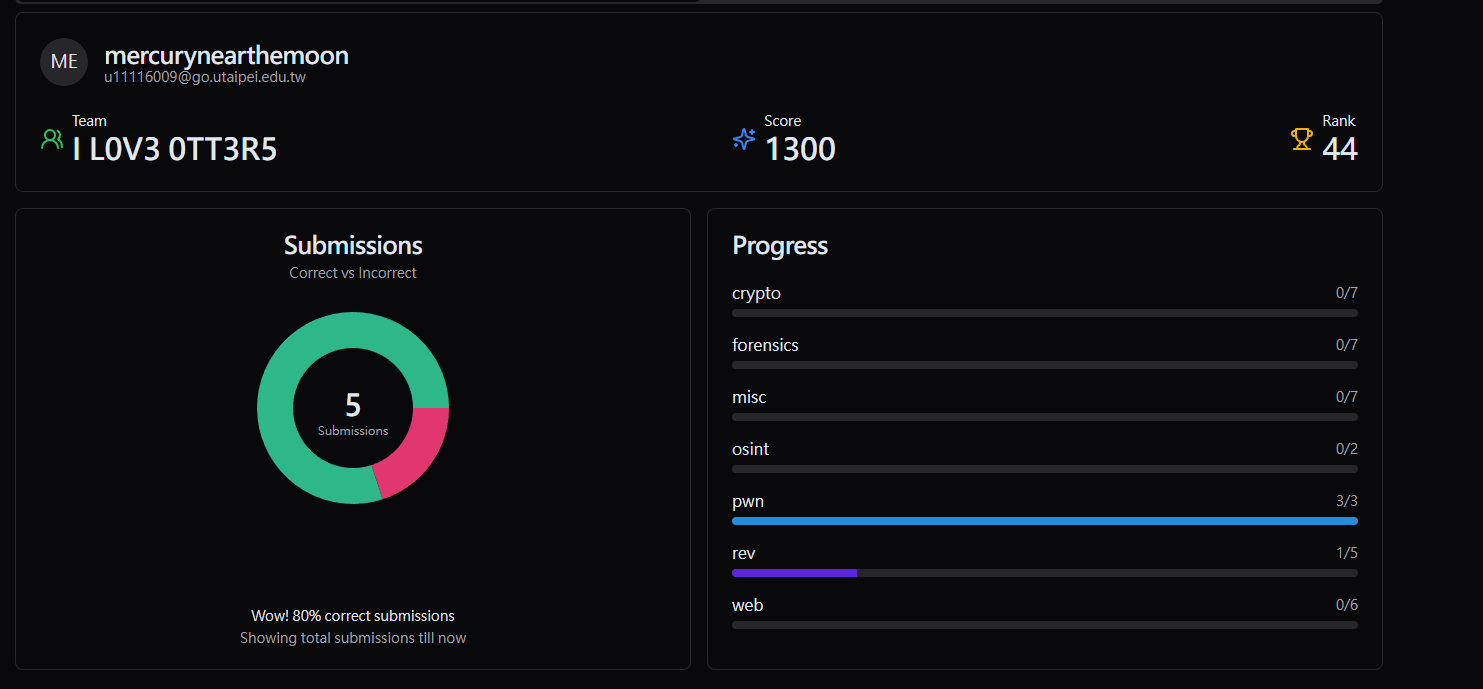 ME
mercurynearthemoon
u11116009@go.utaipei.edu.tw
Team
I L0V3 0TT3R5
Score
1300
Rank
44
Submissions
Correct vs Incorrect
5
Submissions
Wow! 80% correct submissions
Showing total submissions till now
Progress
crypto 0/7
forensics 0/7
misc 0/7
osint 0/2
pwn 3/3
rev 1/5
web 0/6